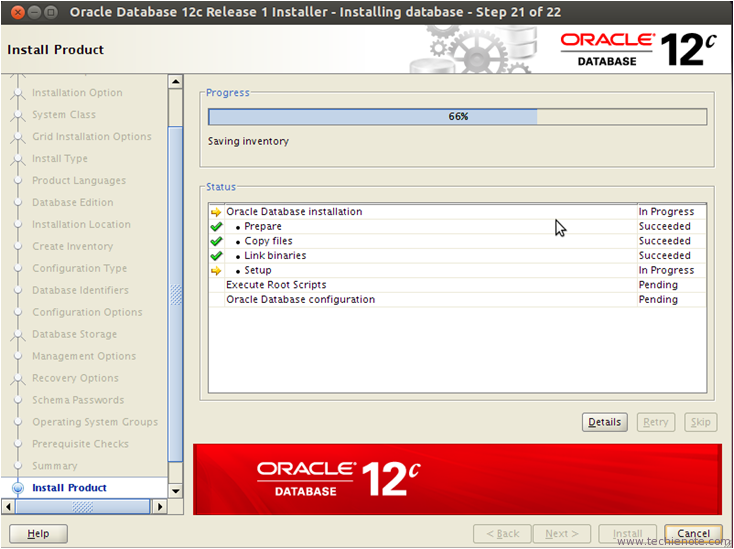 Oracle Database 12c Release 1 Installer - Installing database - Step 21 of 22
Install Product
ORACLE DATABASE 12c
Installation Option
System Class
Grid Installation Options
Install Type
Product Languages
Database Edition
Installation Location
Create Inventory
Configuration Type
Database Identifiers
Configuration Options
Database Storage
Management Options
Recovery Options
Schema Passwords
Operating System Groups
Prerequisite Checks
Summary
Install Product
Progress
66%
Saving inventory
Status
Oracle Database installation In Progress
• Prepare Succeeded
• Copy files Succeeded
• Link binaries Succeeded
• Setup In Progress
Execute Root Scripts Pending
Oracle Database configuration Pending
Details Retry Skip
ORACLE DATABASE 12c
Help < Back Next > Install Cancel
www.techienote.com